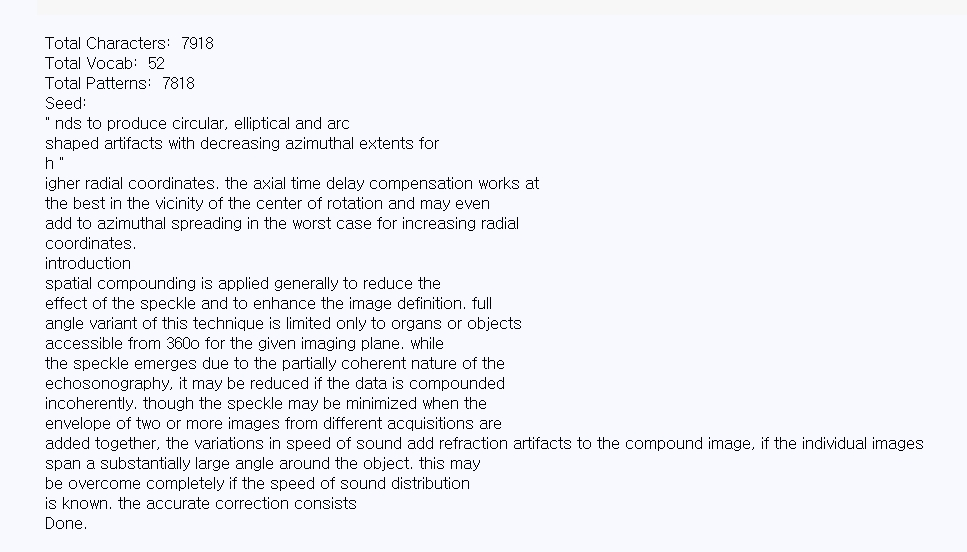 Total Characters:  7918
Total Vocab:  52
Total Patterns:  7818
Seed:
" nds to produce circular, elliptical and arc
shaped artifacts with decreasing azimuthal extents for
h "
igher radial coordinates. the axial time delay compensation works at
the best in the vicinity of the center of rotation and may even
add to azimuthal spreading in the worst case for increasing radial
coordinates.
introduction
spatial compounding is applied generally to reduce the
effect of the speckle and to enhance the image definition. full
angle variant of this technique is limited only to organs or objects
accessible from 360o for the given imaging plane. while
the speckle emerges due to the partially coherent nature of the
echosonography, it may be reduced if the data is compounded
incoherently. though the speckle may be minimized when the
envelope of two or more images from different acquisitions are
added together, the variations in speed of sound add refraction artifacts to the compound image, if the individual images
span a substantially large angle around the object. this may
be overcome completely if the speed of sound distribution
is known. the accurate correction consists
Done.